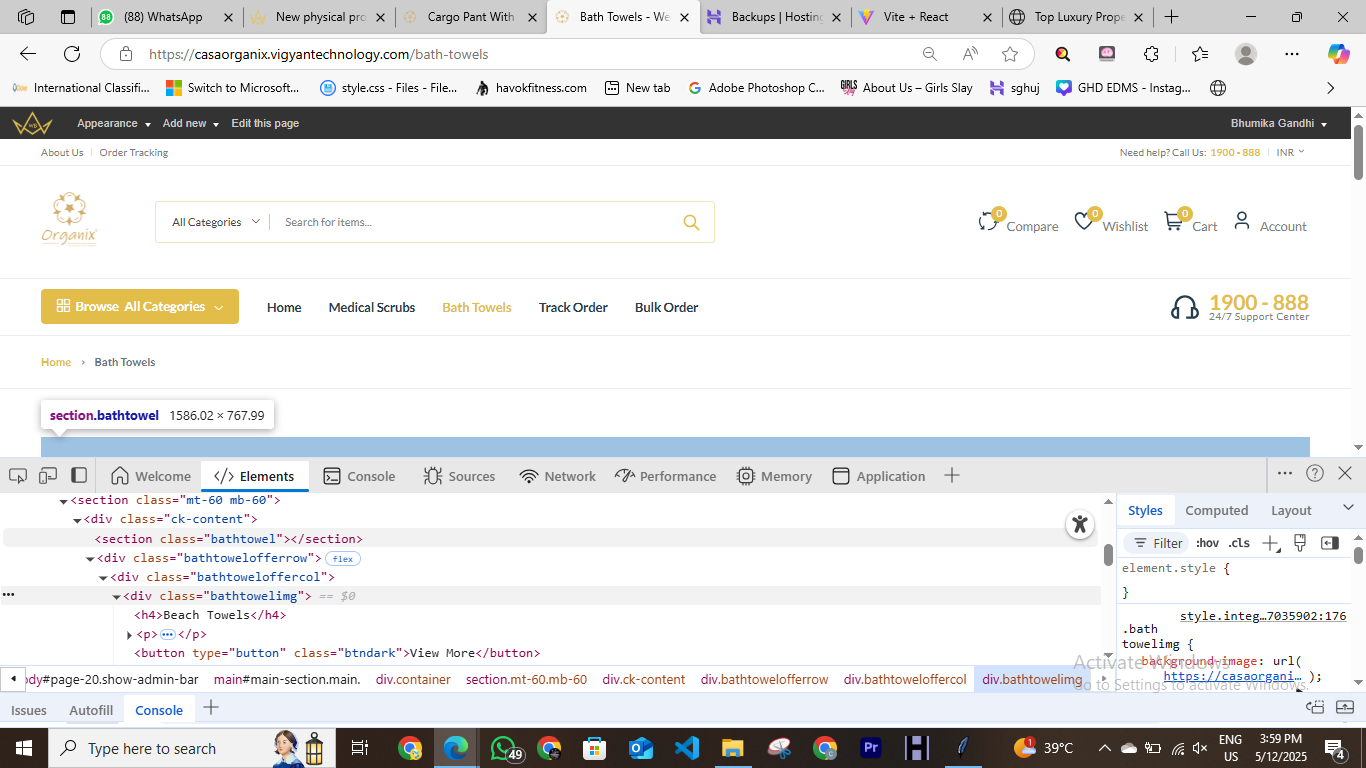 (88) WhatsApp
New physical pro
Cargo Pant With
Bath Towels - We
Backups | Hosting
Vite + React
Top Luxury Prope
https://casaorganix.vigyantechnology.com/bath-towels
International Classifi...
Switch to Microsoft...
style.css - Files - File...
havokfitness.com
New tab
Adobe Photoshop C...
About Us – Girls Slay
sghuj
GHD EDMS - Instag...
Appearance
Add new
Edit this page
Bhumika Gandhi
About Us
Order Tracking
Need help? Call Us: 1900 - 888
INR
Organix
All Categories
Search for items...
0 Compare
0 Wishlist
0 Cart
Account
Browse All Categories
Home
Medical Scrubs
Bath Towels
Track Order
Bulk Order
1900 - 888
24/7 Support Center
Home › Bath Towels
section.bathtowel 1586.02 × 767.99
Welcome
Elements
Console
Sources
Network
Performance
Memory
Application
<section class="mt-60 mb-60">
<div class="ck-content">
<section class="bathtowel"></section>
<div class="bathtowelofferrow"> flex
<div class="bathtoweloffercol">
<div class="bathtowelimg"> == $0
<h4>Beach Towels</h4>
<p>…</p>
<button type="button" class="btndark">View More</button>
Styles
Computed
Layout
Filter
:hov
.cls
element.style {
}
style.integ…7035902:176
.bath
towelimg {
background-image: url(
https://casaorgani… );
Activate Windows
Go to Settings to activate Windows.
ody#page-20.show-admin-bar
main#main-section.main.
div.container
section.mt-60.mb-60
div.ck-content
div.bathtowelofferrow
div.bathtoweloffercol
div.bathtowelimg
Issues
Autofill
Console
Type here to search
49
Pr
39°C
ENG
US
3:59 PM
5/12/2025
4